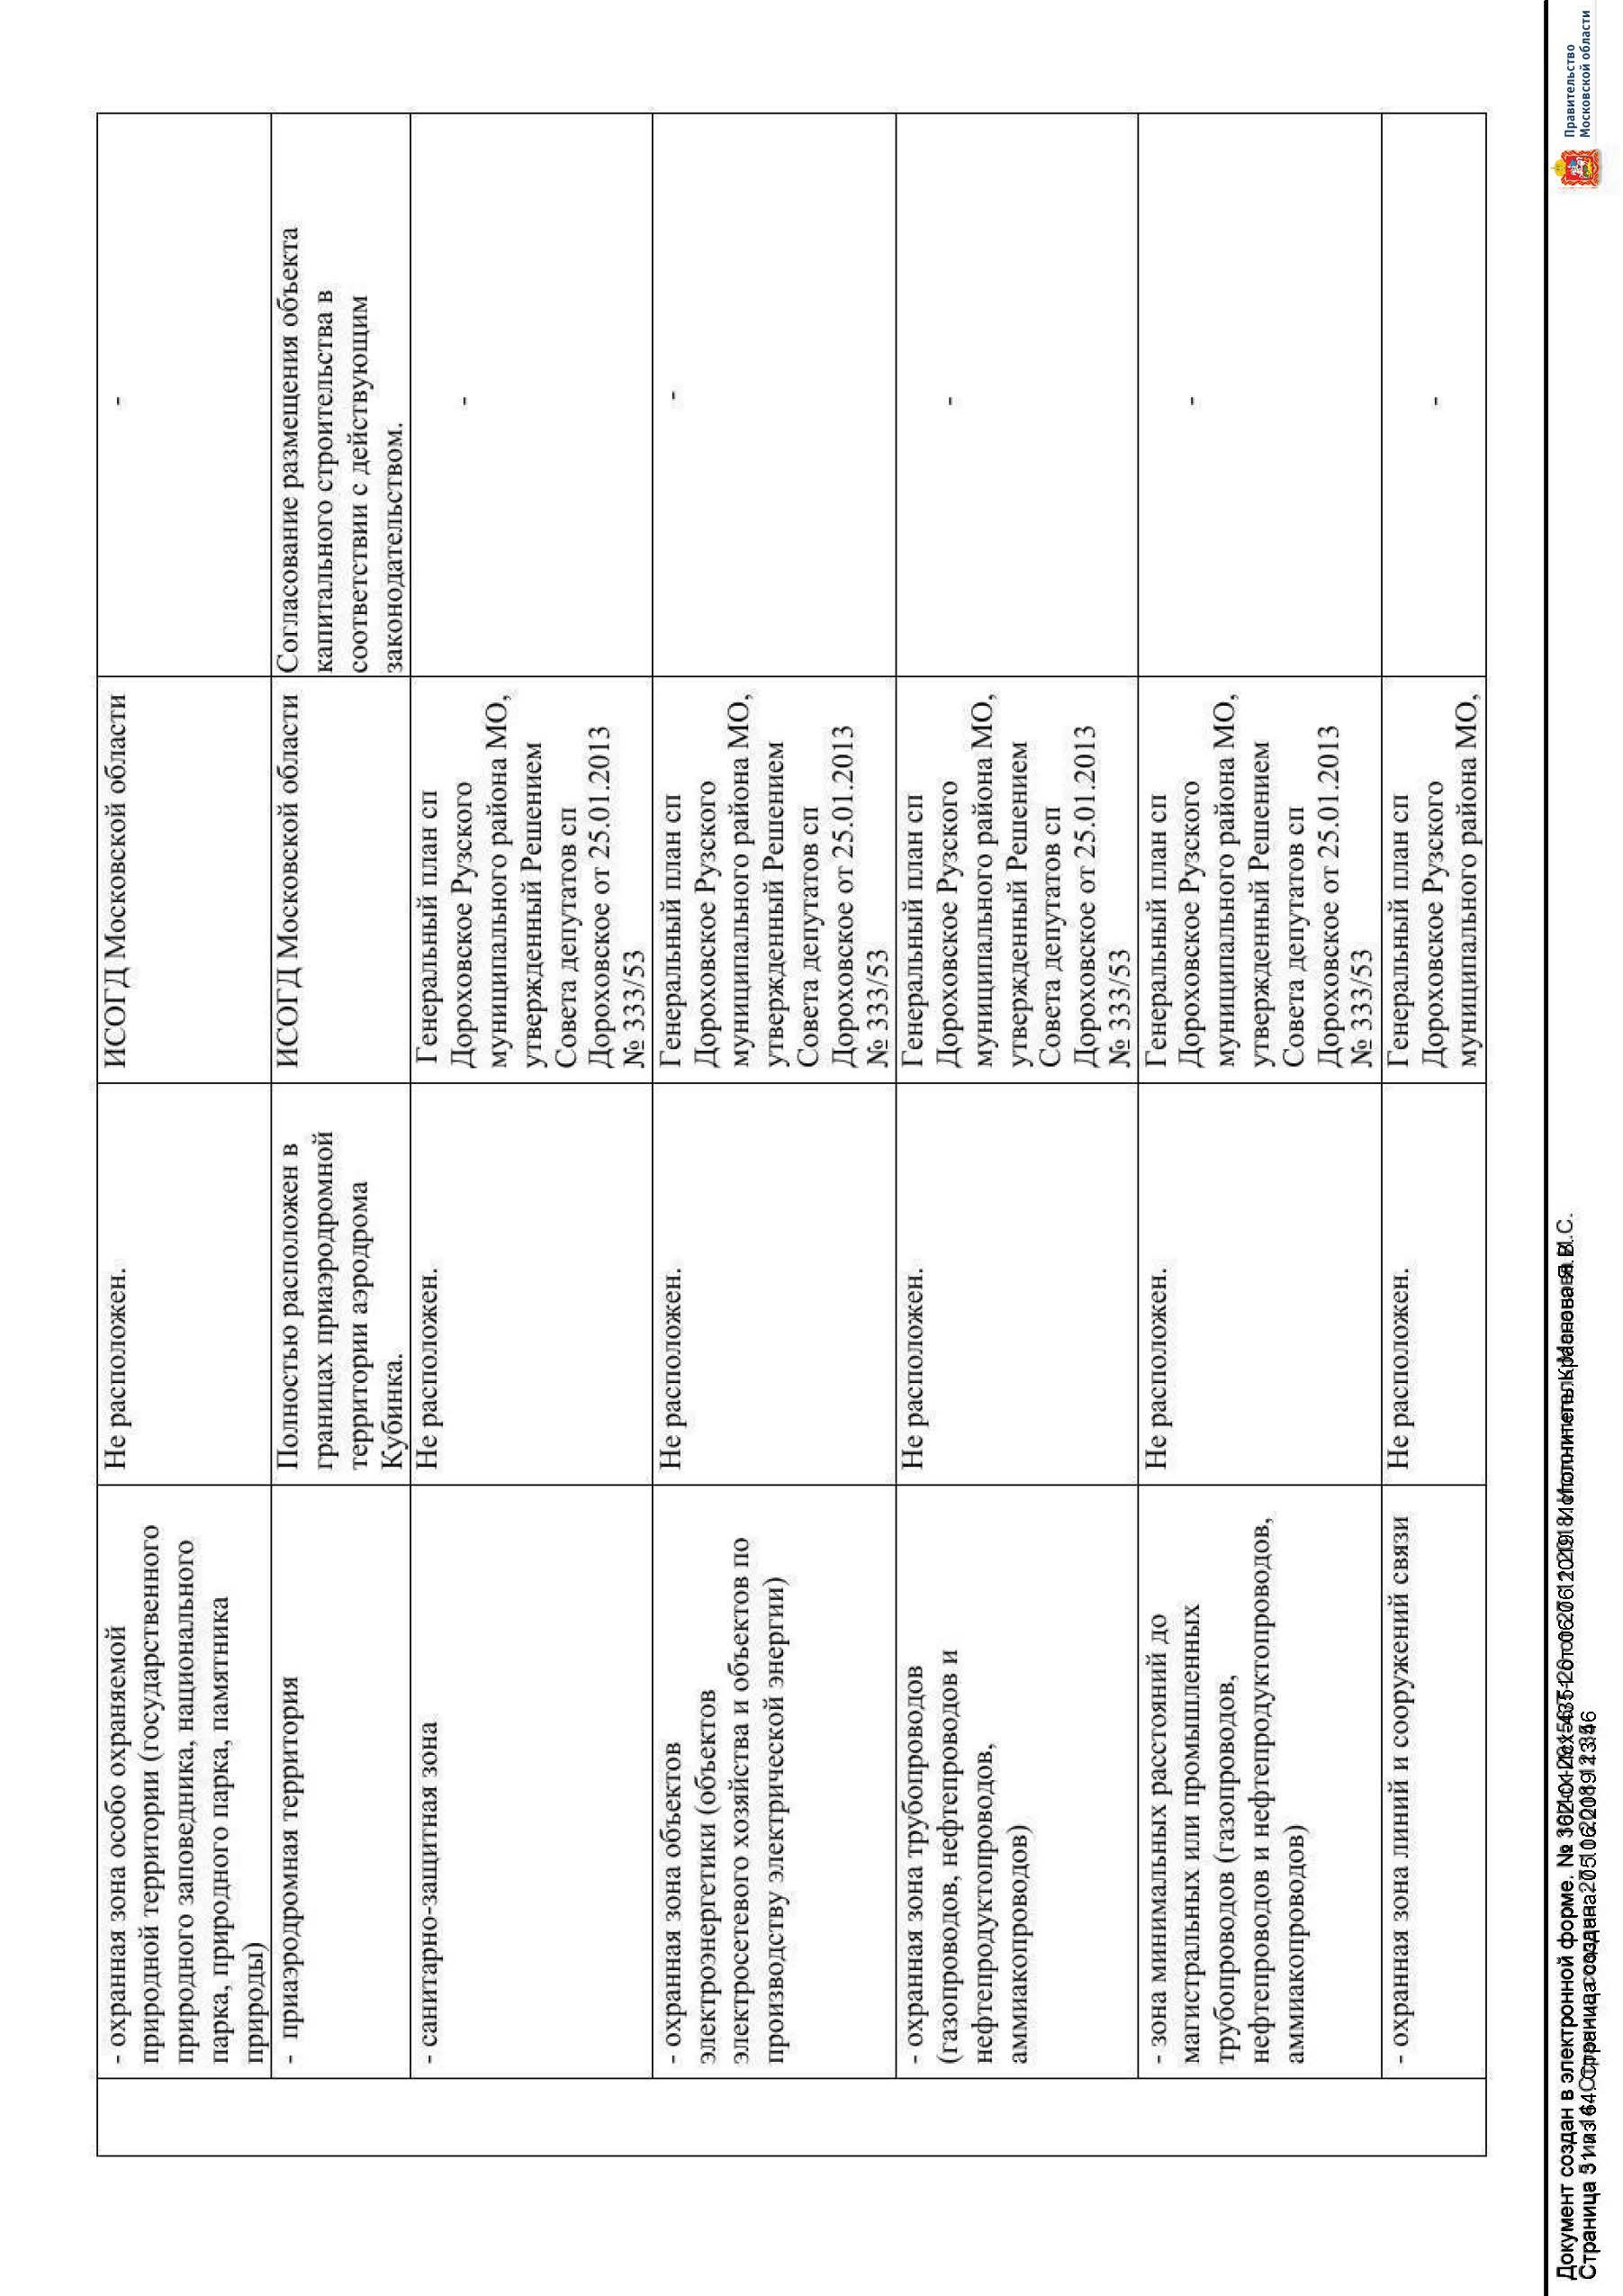 - охранная зона особо охраняемой
природной территории (государственного
природного заповедника, национального
парка, природного парка, памятника
природы)
Не расположен.
ИСОГД Московской области
-
- приаэродромная территория
Полностью расположен в
границах приаэродромной
территории аэродрома
Кубинка.
ИСОГД Московской области
Согласование размещения объекта
капитального строительства в
соответствии с действующим
законодательством.
- санитарно-защитная зона
Не расположен.
Генеральный план сп
Дороховское Рузского
муниципального района МО,
утвержденный Решением
Совета депутатов сп
Дороховское от 25.01.2013
№ 333/53
-
- охранная зона объектов
электроэнергетики (объектов
электросетевого хозяйства и объектов по
производству электрической энергии)
Не расположен.
Генеральный план сп
Дороховское Рузского
муниципального района МО,
утвержденный Решением
Совета депутатов сп
Дороховское от 25.01.2013
№ 333/53
-
- охранная зона трубопроводов
(газопроводов, нефтепроводов и
нефтепродуктопроводов,
аммиакопроводов)
Не расположен.
Генеральный план сп
Дороховское Рузского
муниципального района МО,
утвержденный Решением
Совета депутатов сп
Дороховское от 25.01.2013
№ 333/53
-
- зона минимальных расстояний до
магистральных или промышленных
трубопроводов (газопроводов,
нефтепроводов и нефтепродуктопроводов,
аммиакопроводов)
Не расположен.
Генеральный план сп
Дороховское Рузского
муниципального района МО,
утвержденный Решением
Совета депутатов сп
Дороховское от 25.01.2013
№ 333/53
-
- охранная зона линий и сооружений связи
Не расположен.
Генеральный план сп
Дороховское Рузского
муниципального района МО,
-
Документ создан в электронной форме. №
Страница
Правительство
Московской области